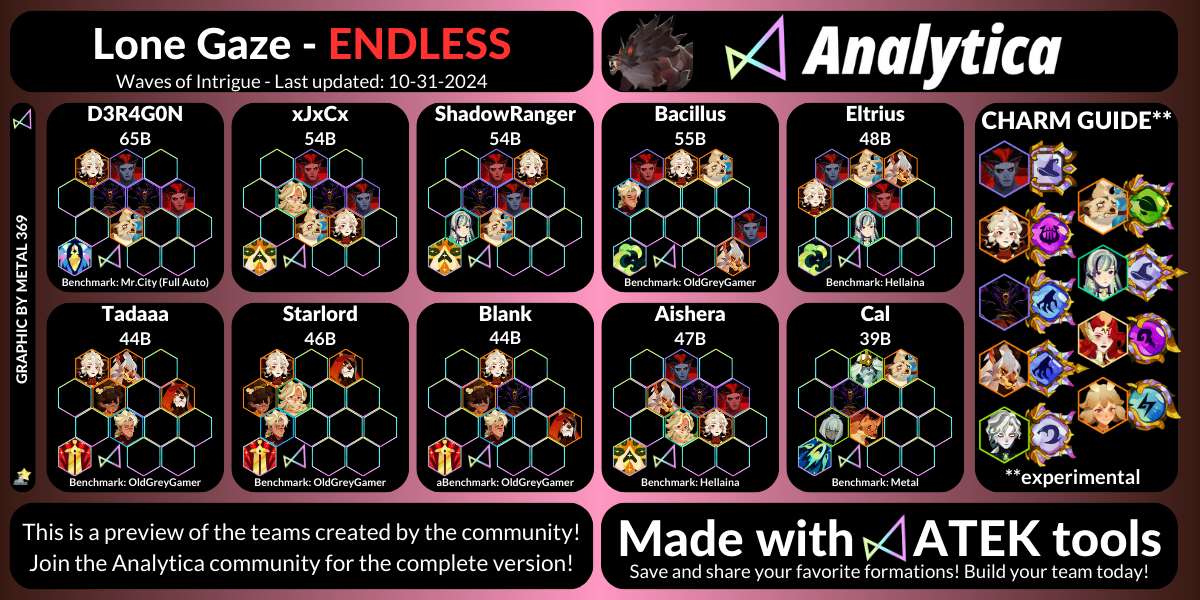 Lone Gaze - ENDLESS
Waves of Intrigue - Last updated: 10-31-2024
Analytica
GRAPHIC BY METAL 369
D3R4G0N
65B
Benchmark: Mr.City (Full Auto)
xJxCx
54B
ShadowRanger
54B
Bacillus
55B
Benchmark: OldGreyGamer
Eltrius
48B
Benchmark: Hellaina
CHARM GUIDE**
**experimental
Tadaaa
44B
Benchmark: OldGreyGamer
Starlord
46B
Benchmark: OldGreyGamer
Blank
44B
aBenchmark: OldGreyGamer
Aishera
47B
Benchmark: Hellaina
Cal
39B
Benchmark: Metal
This is a preview of the teams created by the community!
Join the Analytica community for the complete version!
Made with ATEK tools
Save and share your favorite formations! Build your team today!